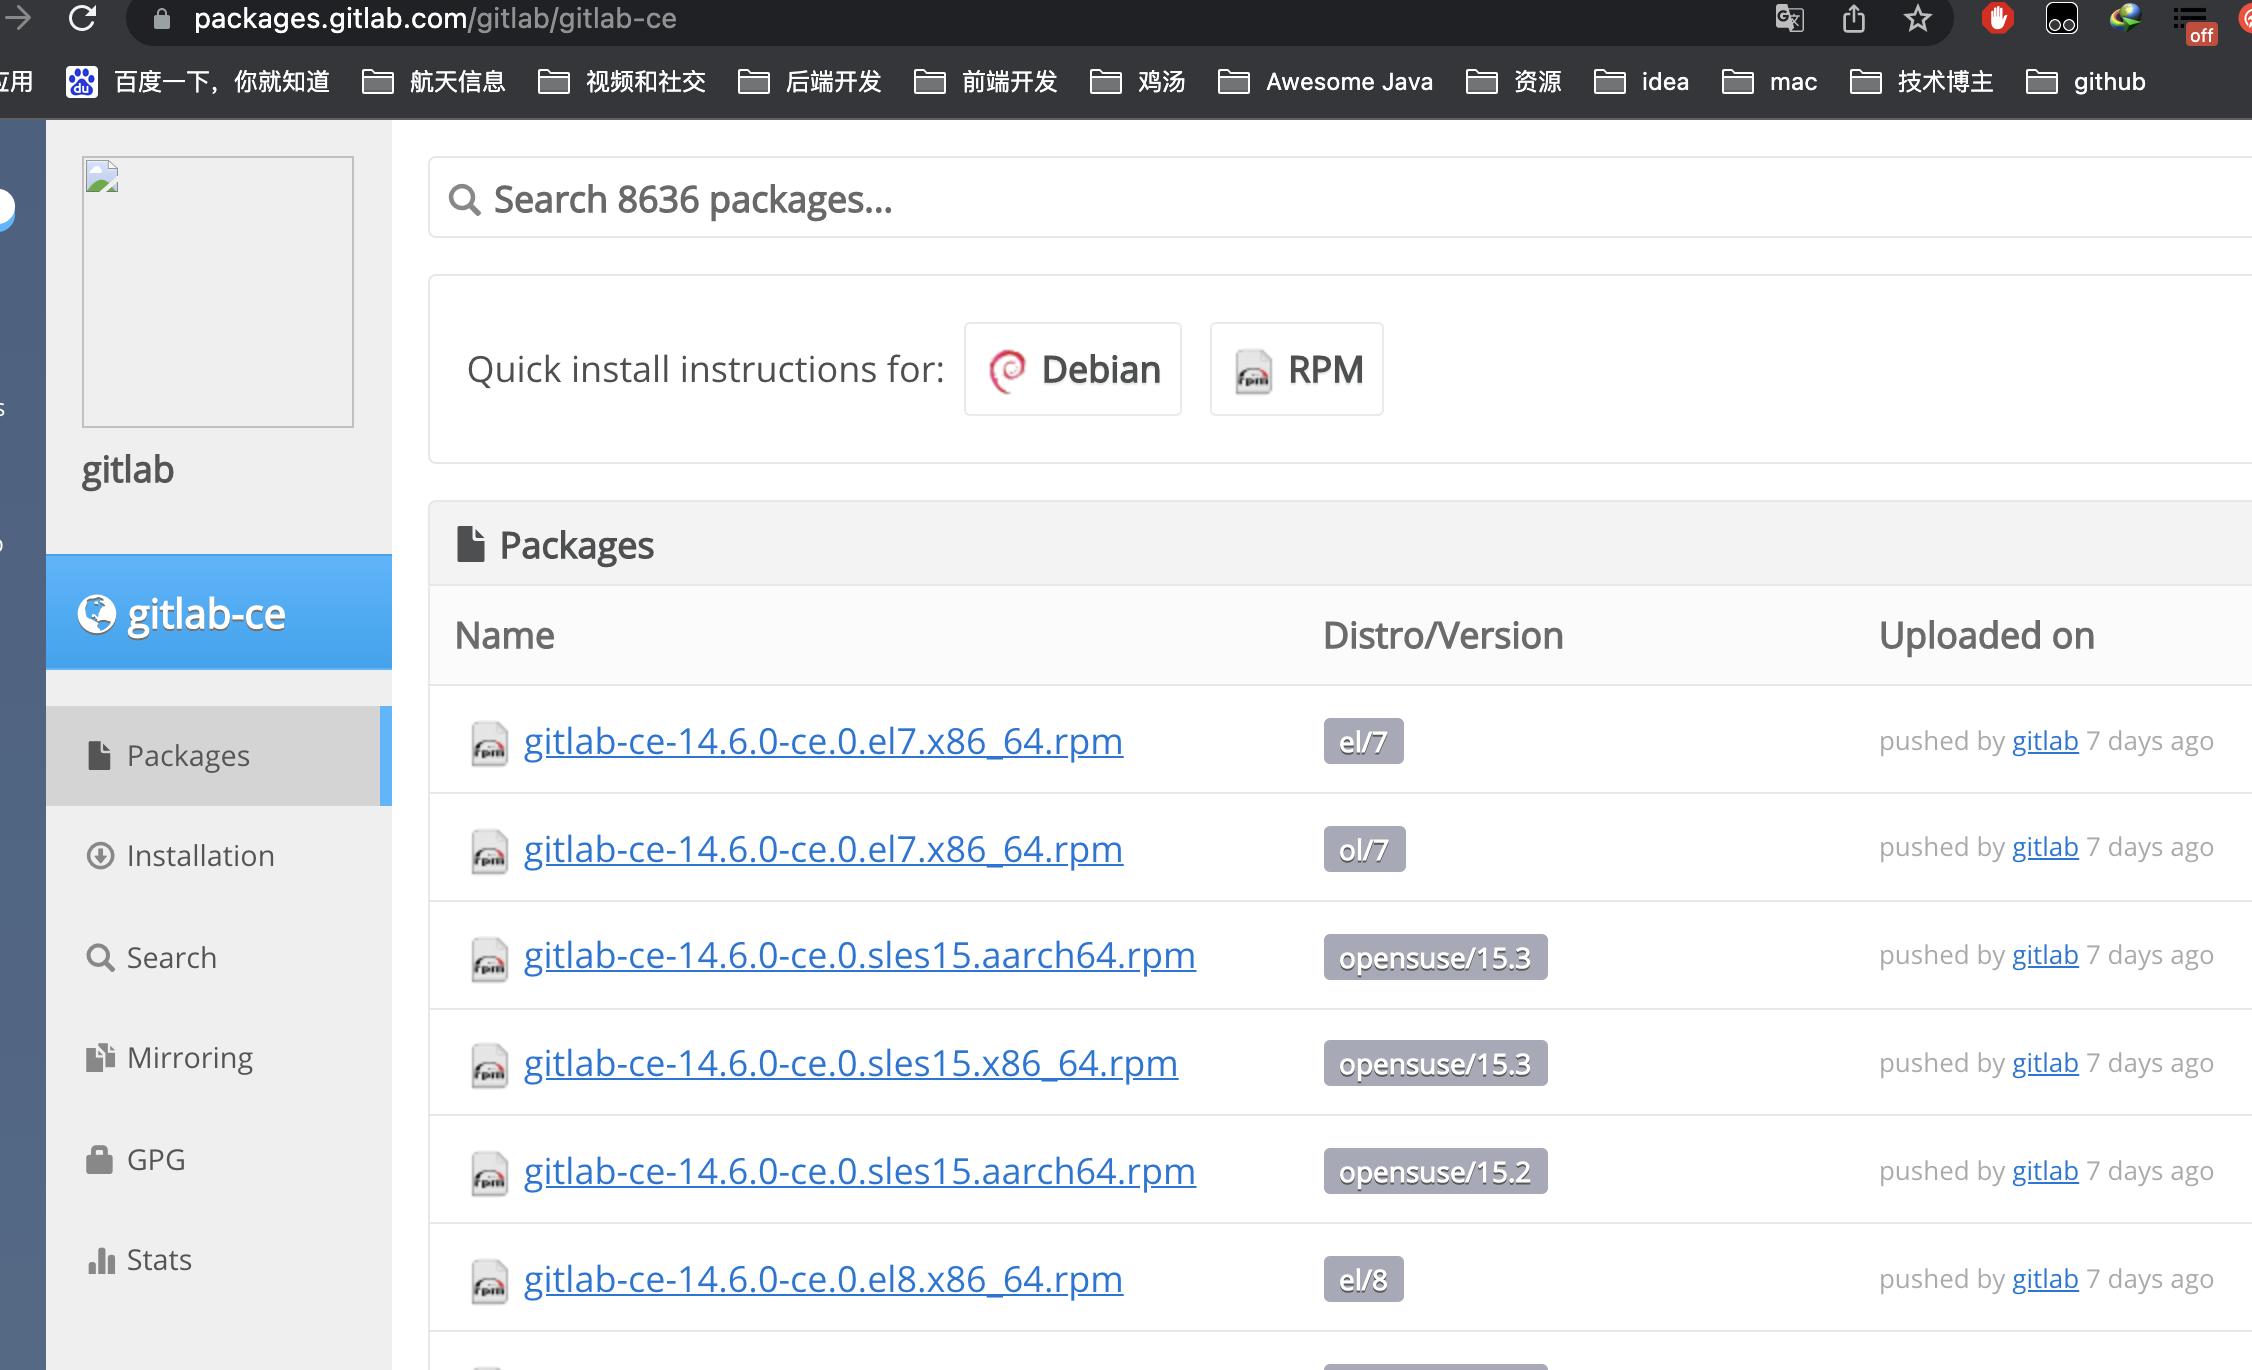 packages.gitlab.com/gitlab/gitlab-ce
off
应用 百度一下，你就知道 航天信息 视频和社交 后端开发 前端开发 鸡汤 Awesome Java 资源 idea mac 技术博主 github
Search 8636 packages...
Quick install instructions for: Debian RPM
gitlab
gitlab-ce
Packages
Installation
Search
Mirroring
GPG
Stats
Packages
Name Distro/Version Uploaded on
gitlab-ce-14.6.0-ce.0.el7.x86_64.rpm el/7 pushed by gitlab 7 days ago
gitlab-ce-14.6.0-ce.0.el7.x86_64.rpm ol/7 pushed by gitlab 7 days ago
gitlab-ce-14.6.0-ce.0.sles15.aarch64.rpm opensuse/15.3 pushed by gitlab 7 days ago
gitlab-ce-14.6.0-ce.0.sles15.x86_64.rpm opensuse/15.3 pushed by gitlab 7 days ago
gitlab-ce-14.6.0-ce.0.sles15.aarch64.rpm opensuse/15.2 pushed by gitlab 7 days ago
gitlab-ce-14.6.0-ce.0.el8.x86_64.rpm el/8 pushed by gitlab 7 days ago